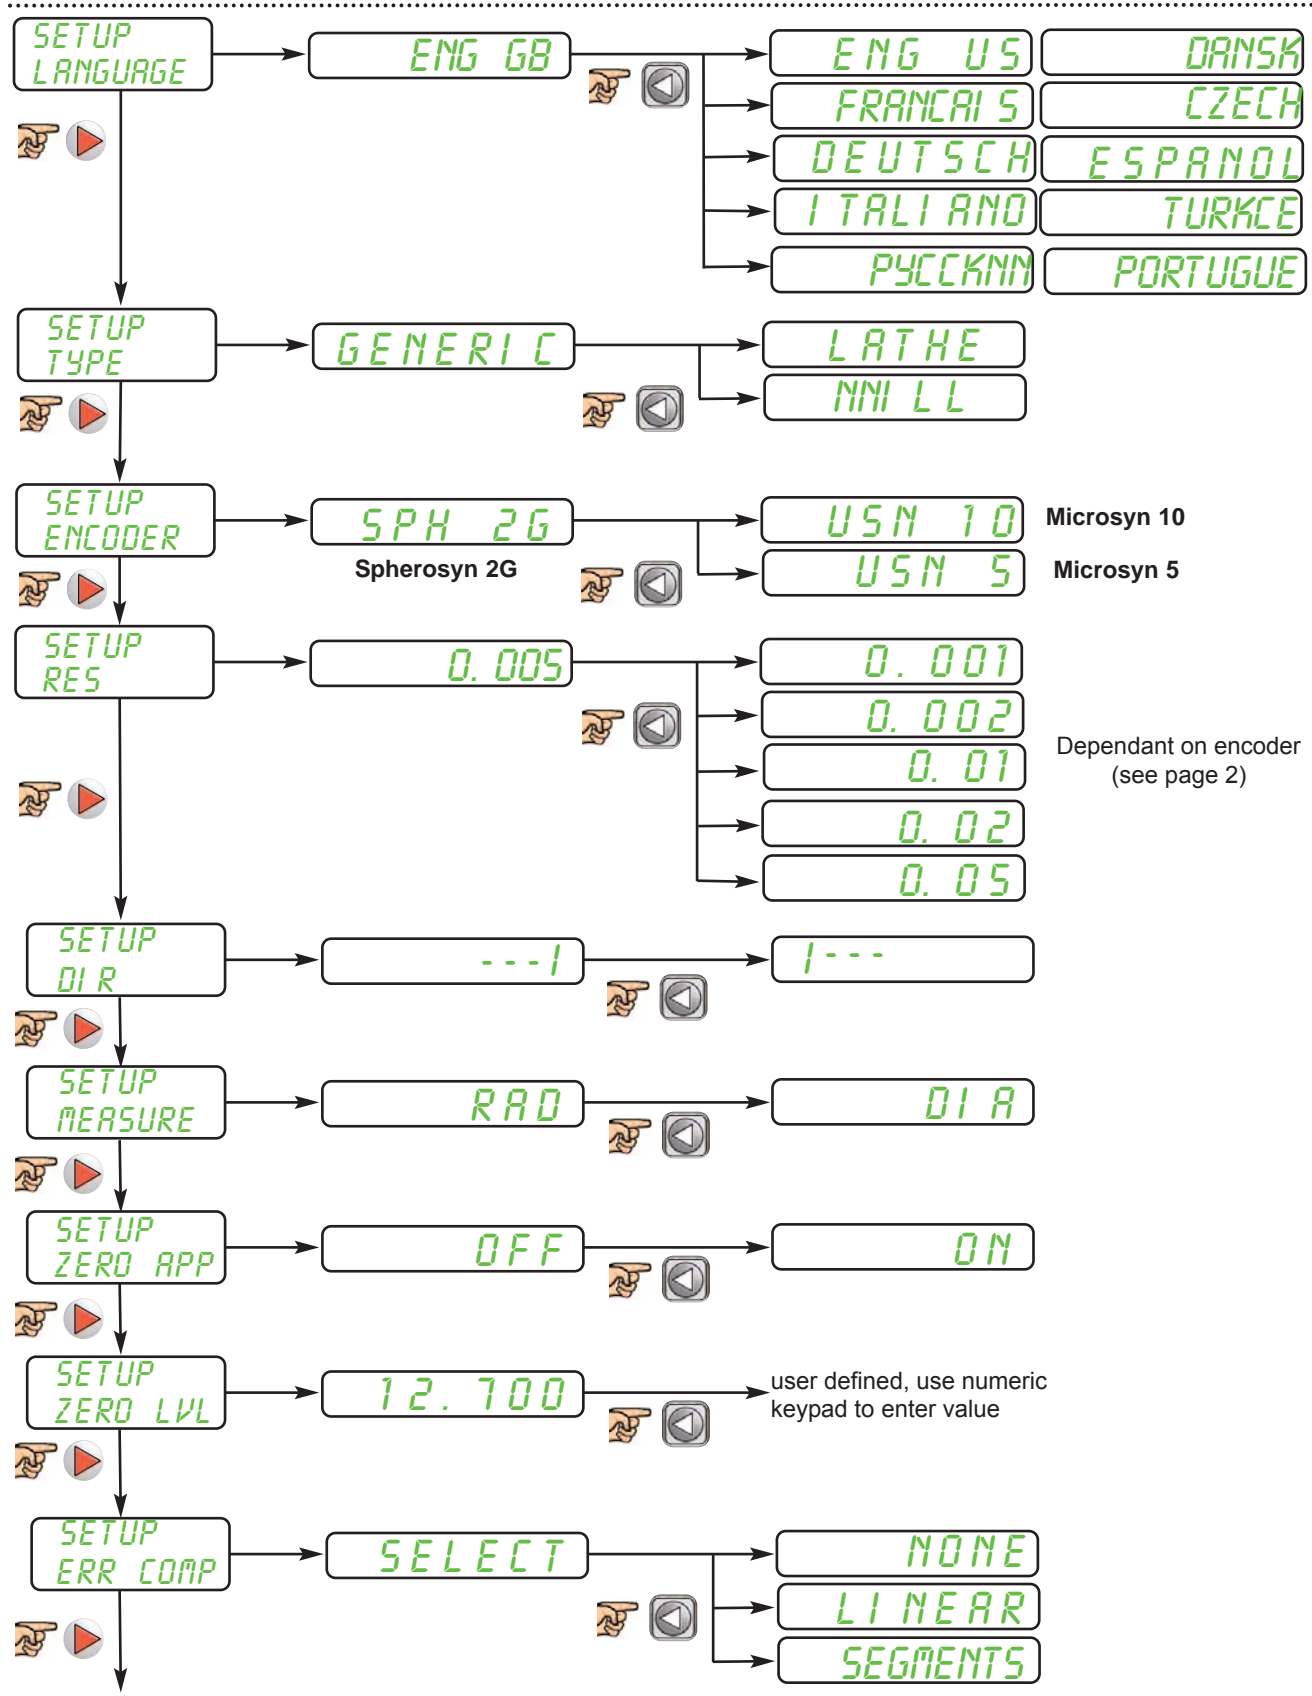 SETUP
LANGUAGE
ENG GB
ENG US
DANSK
FRANCAIS
CZECH
DEUTSCH
ESPANOL
ITALIANO
TURKCE
РУССКИЙ
PORTUGUE
SETUP
TYPE
GENERIC
LATHE
MILL
SETUP
ENCODER
SPH 2G
Spherosyn 2G
USN 10
Microsyn 10
USN 5
Microsyn 5
SETUP
RES
0.005
0.001
0.002
0.01
0.02
0.05
Dependant on encoder
(see page 2)
SETUP
DIR
---I
I---
SETUP
MEASURE
RAD
DIA
SETUP
ZERO APP
OFF
ON
SETUP
ZERO LVL
12.700
user defined, use numeric
keypad to enter value
SETUP
ERR COMP
SELECT
NONE
LINEAR
SEGMENTS